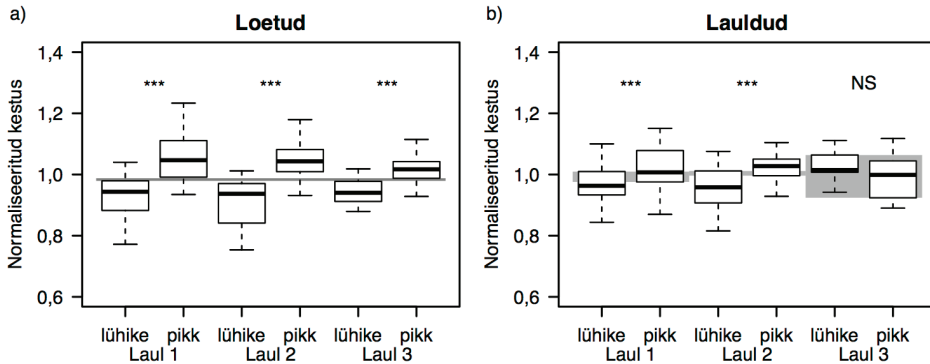 a)
Loetud
Normaliseeritud kestus
1,4
1,2
1,0
0,8
0,6
*** *** ***
lühike pikk lühike pikk lühike pikk
Laul 1 Laul 2 Laul 3
b)
Lauldud
Normaliseeritud kestus
1,4
1,2
1,0
0,8
0,6
*** *** NS
lühike pikk lühike pikk lühike pikk
Laul 1 Laul 2 Laul 3